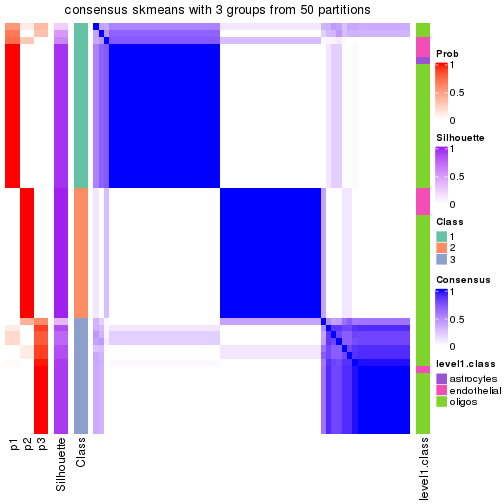 consensus skmeans with 3 groups from 50 partitions
Prob
1
0.5
0
Silhouette
1
0.5
0
Class
1
2
3
Consensus
1
0.5
0
level1.class
astrocytes
endothelial
oligos
p1
p2
p3
Silhouette
Class
level1.class